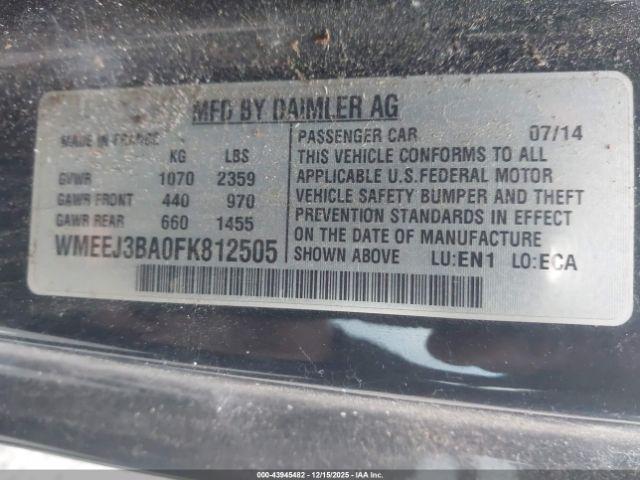 MFD BY DAIMLER AG
MADE IN FRANCE
KG LBS
GVWR 1070 2359
GAWR FRONT 440 970
GAWR REAR 660 1455
WMEEJ3BA0FK812505
PASSENGER CAR 07/14
THIS VEHICLE CONFORMS TO ALL
APPLICABLE U.S.FEDERAL MOTOR
VEHICLE SAFETY BUMPER AND THEFT
PREVENTION STANDARDS IN EFFECT
ON THE DATE OF MANUFACTURE
SHOWN ABOVE LU:EN1 LO:ECA
000-43945482 - 12/15/2025 - IAA Inc.